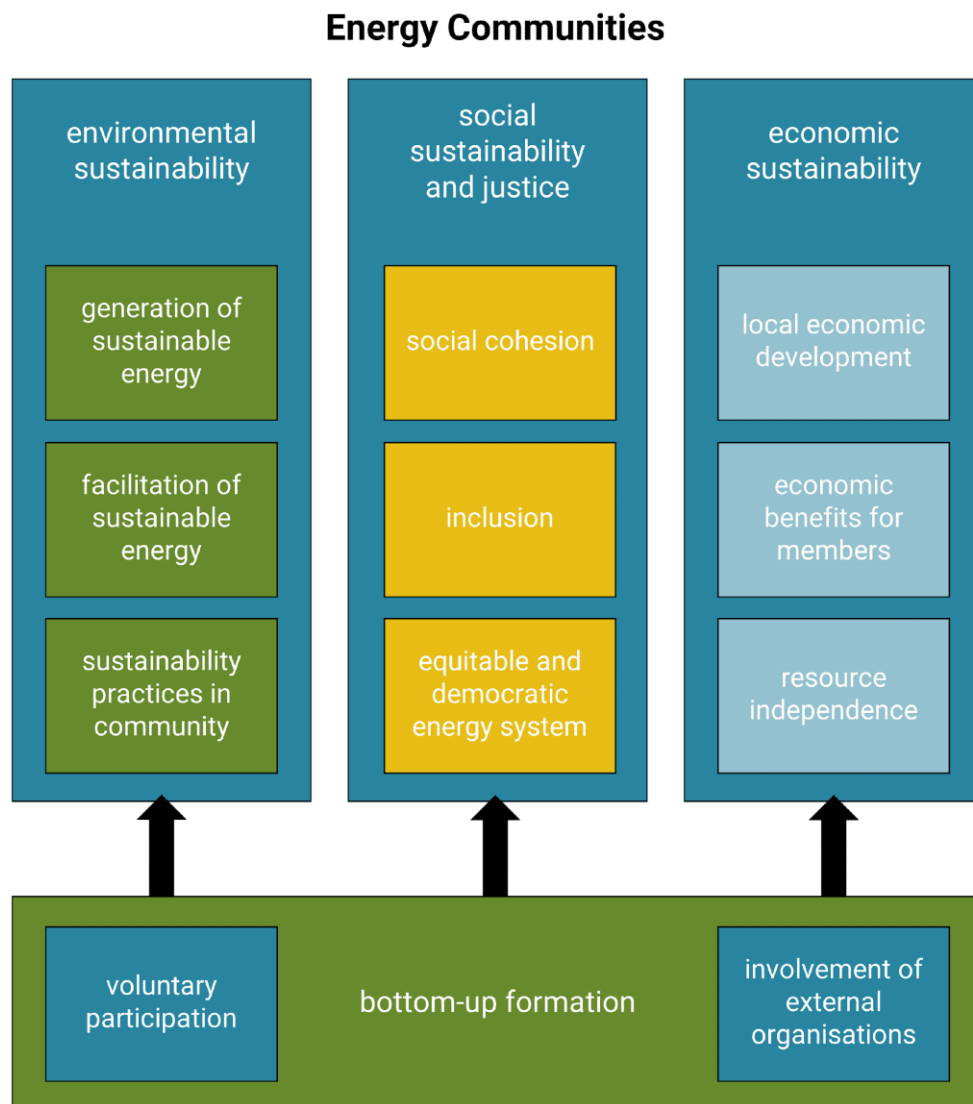 Energy Communities
environmental
sustainability
generation of
sustainable
energy
facilitation of
sustainable
energy
sustainability
practices in
community
social
sustainability
and justice
social cohesion
inclusion
equitable and
democratic
energy system
economic
sustainability
local economic
development
economic
benefits for
members
resource
independence
voluntary
participation
bottom-up formation
involvement of
external
organisations